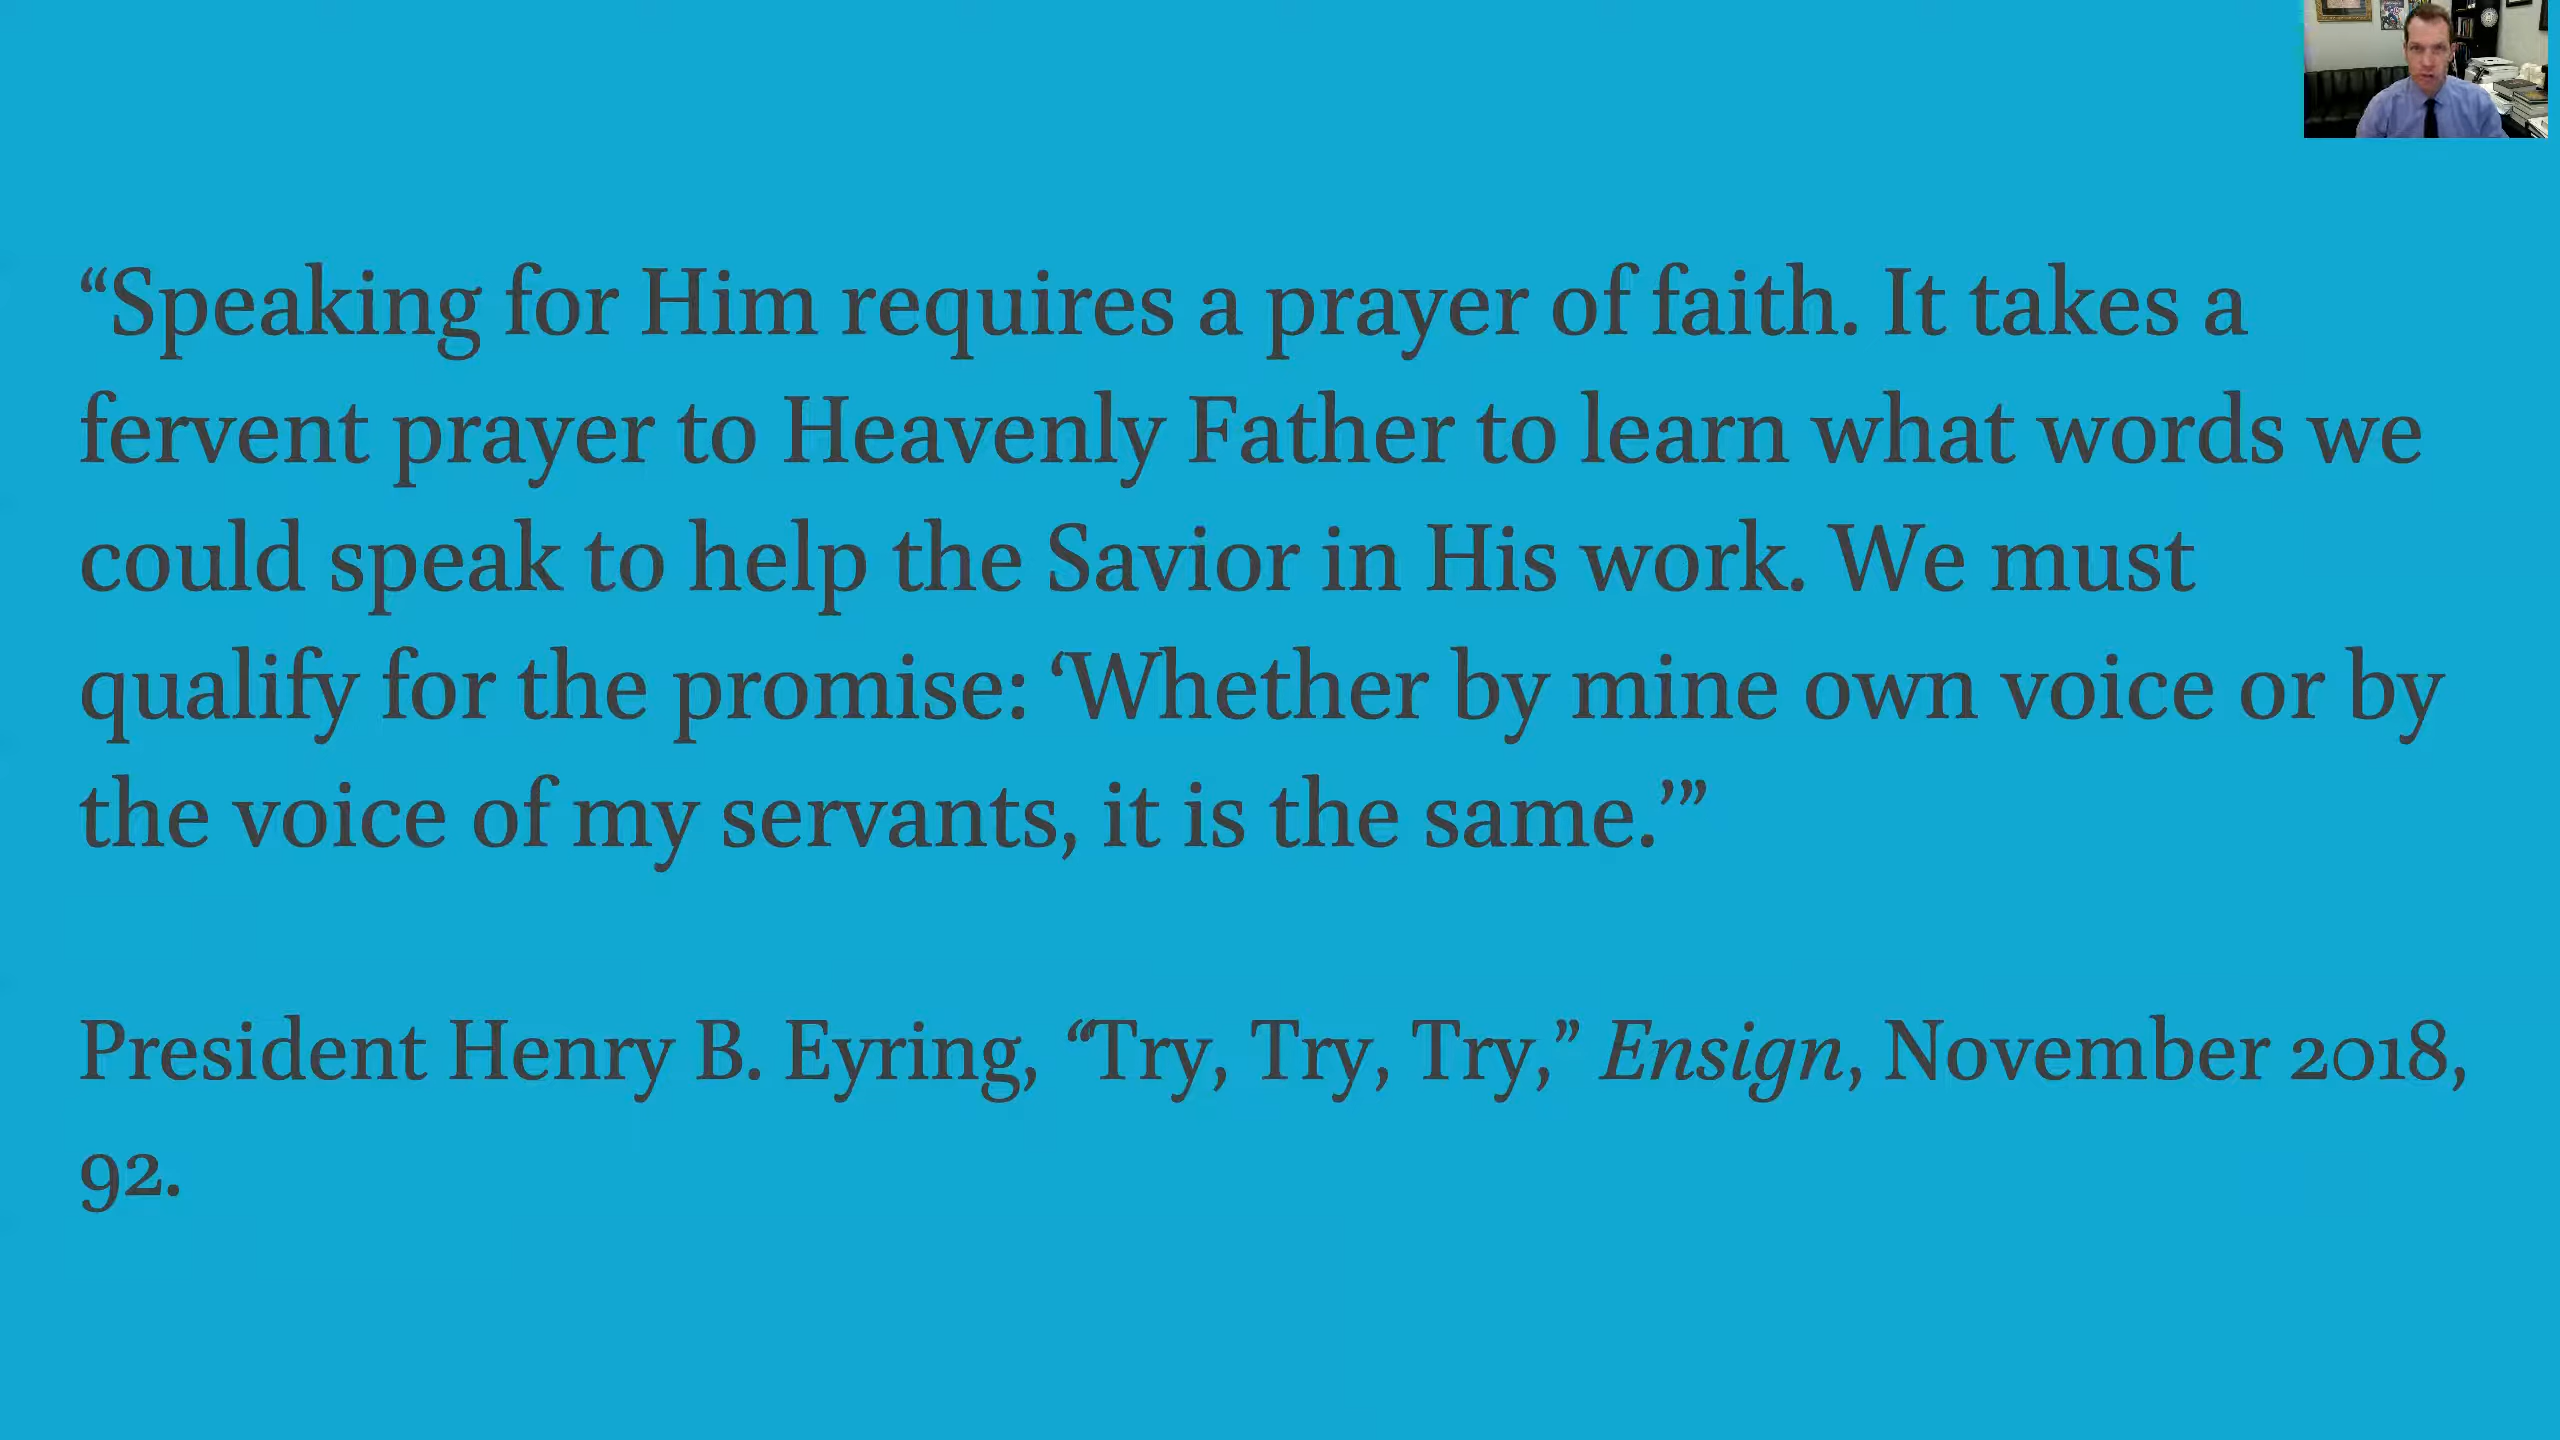 “Speaking for Him requires a prayer of faith. It takes a
fervent prayer to Heavenly Father to learn what words we
could speak to help the Savior in His work. We must
qualify for the promise: ‘Whether by mine own voice or by
the voice of my servants, it is the same.’”
President Henry B. Eyring, “Try, Try, Try,” Ensign, November 2018,
92.